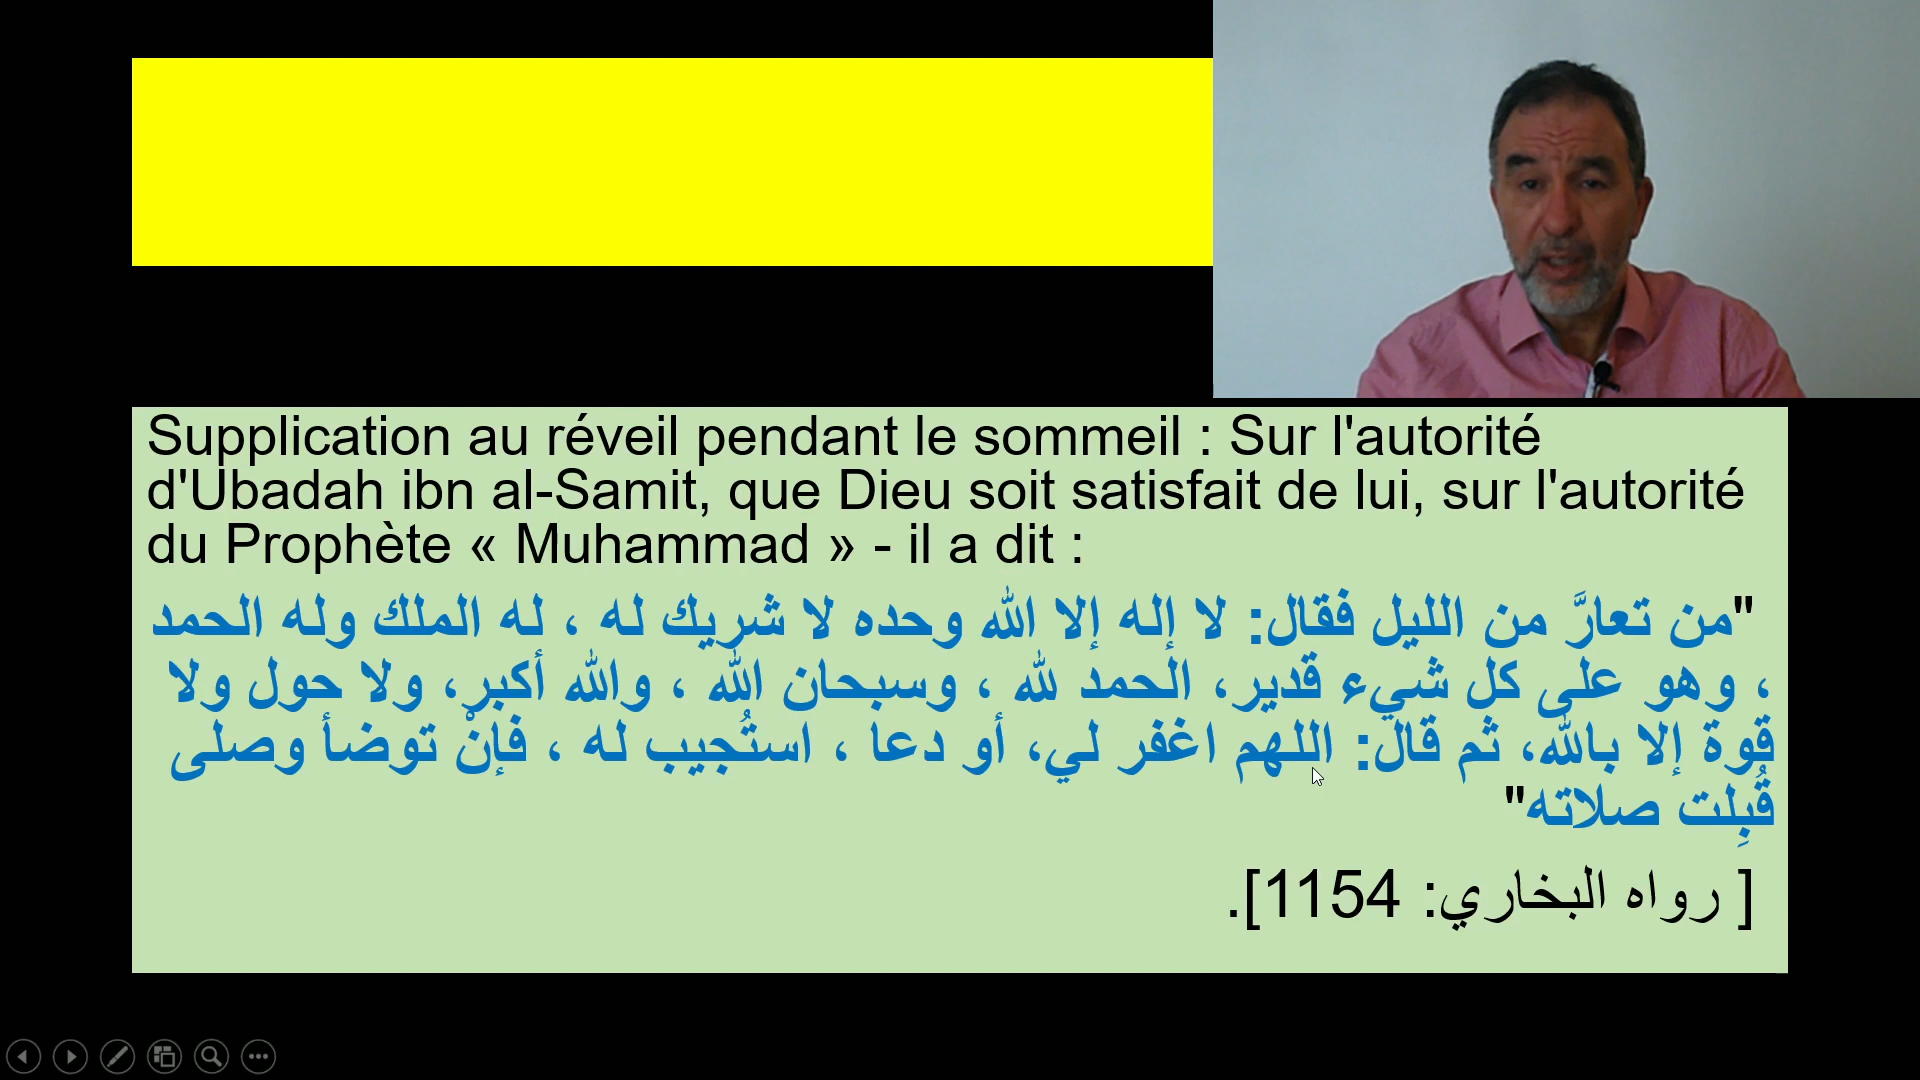 Supplication au réveil pendant le sommeil : Sur l'autorité
d'Ubadah ibn al-Samit, que Dieu soit satisfait de lui, sur l'autorité
du Prophète « Muhammad » - il a dit :
"من تعارَّ من الليل فقال: لا إله إلا الله وحده لا شريك له ، له الملك وله الحمد
، وهو على كل شيء قدير، الحمد لله ، وسبحان الله ، والله أكبر، ولا حول ولا
قوة إلا بالله، ثم قال: اللهم اغفر لي، أو دعا ، استُجيب له ، فإنْ توضأ وصلى
قُبِلت صلاته"
[ رواه البخاري: 1154].